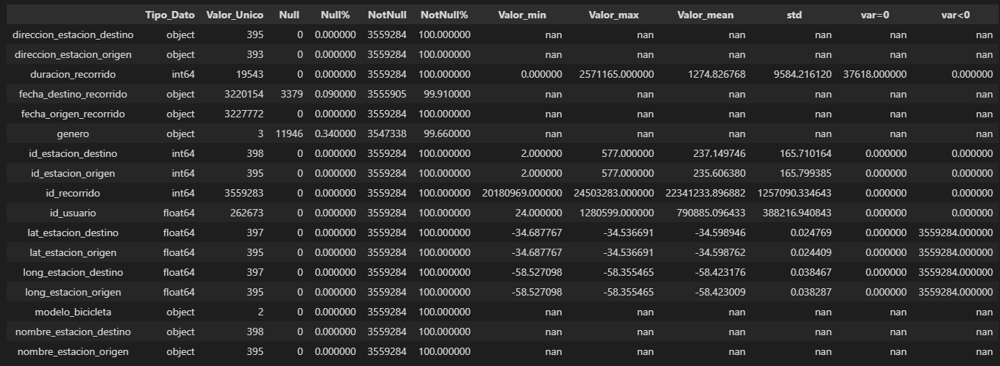 Tipo_Dato Valor_Unico Null Null% NotNull NotNull% Valor_min Valor_max Valor_mean std var=0 var<0
direccion_estacion_destino object 395 0 0.000000 3559284 100.000000 nan nan nan nan nan nan
direccion_estacion_origen object 393 0 0.000000 3559284 100.000000 nan nan nan nan nan nan
duracion_recorrido int64 19543 0 0.000000 3559284 100.000000 0.000000 2571165.000000 1274.826768 9584.216120 37618.000000 0.000000
fecha_destino_recorrido object 3220154 3379 0.090000 3555905 99.910000 nan nan nan nan nan nan
fecha_origen_recorrido object 3227772 0 0.000000 3559284 100.000000 nan nan nan nan nan nan
genero object 3 11946 0.340000 3547338 99.660000 nan nan nan nan nan nan
id_estacion_destino int64 398 0 0.000000 3559284 100.000000 2.000000 577.000000 237.149746 165.710164 0.000000 0.000000
id_estacion_origen int64 395 0 0.000000 3559284 100.000000 2.000000 577.000000 235.606380 165.799385 0.000000 0.000000
id_recorrido int64 3559283 0 0.000000 3559284 100.000000 20180969.000000 24503283.000000 22341233.896882 1257090.334643 0.000000 0.000000
id_usuario float64 262673 0 0.000000 3559284 100.000000 24.000000 1280599.000000 790885.096433 388216.940843 0.000000 0.000000
lat_estacion_destino float64 397 0 0.000000 3559284 100.000000 -34.687767 -34.536691 -34.598946 0.024769 0.000000 3559284.000000
lat_estacion_origen float64 395 0 0.000000 3559284 100.000000 -34.687767 -34.536691 -34.598762 0.024409 0.000000 3559284.000000
long_estacion_destino float64 397 0 0.000000 3559284 100.000000 -58.527098 -58.355465 -58.423176 0.038467 0.000000 3559284.000000
long_estacion_origen float64 395 0 0.000000 3559284 100.000000 -58.527098 -58.355465 -58.423009 0.038287 0.000000 3559284.000000
modelo_bicicleta object 2 0 0.000000 3559284 100.000000 nan nan nan nan nan nan
nombre_estacion_destino object 398 0 0.000000 3559284 100.000000 nan nan nan nan nan nan
nombre_estacion_origen object 395 0 0.000000 3559284 100.000000 nan nan nan nan nan nan